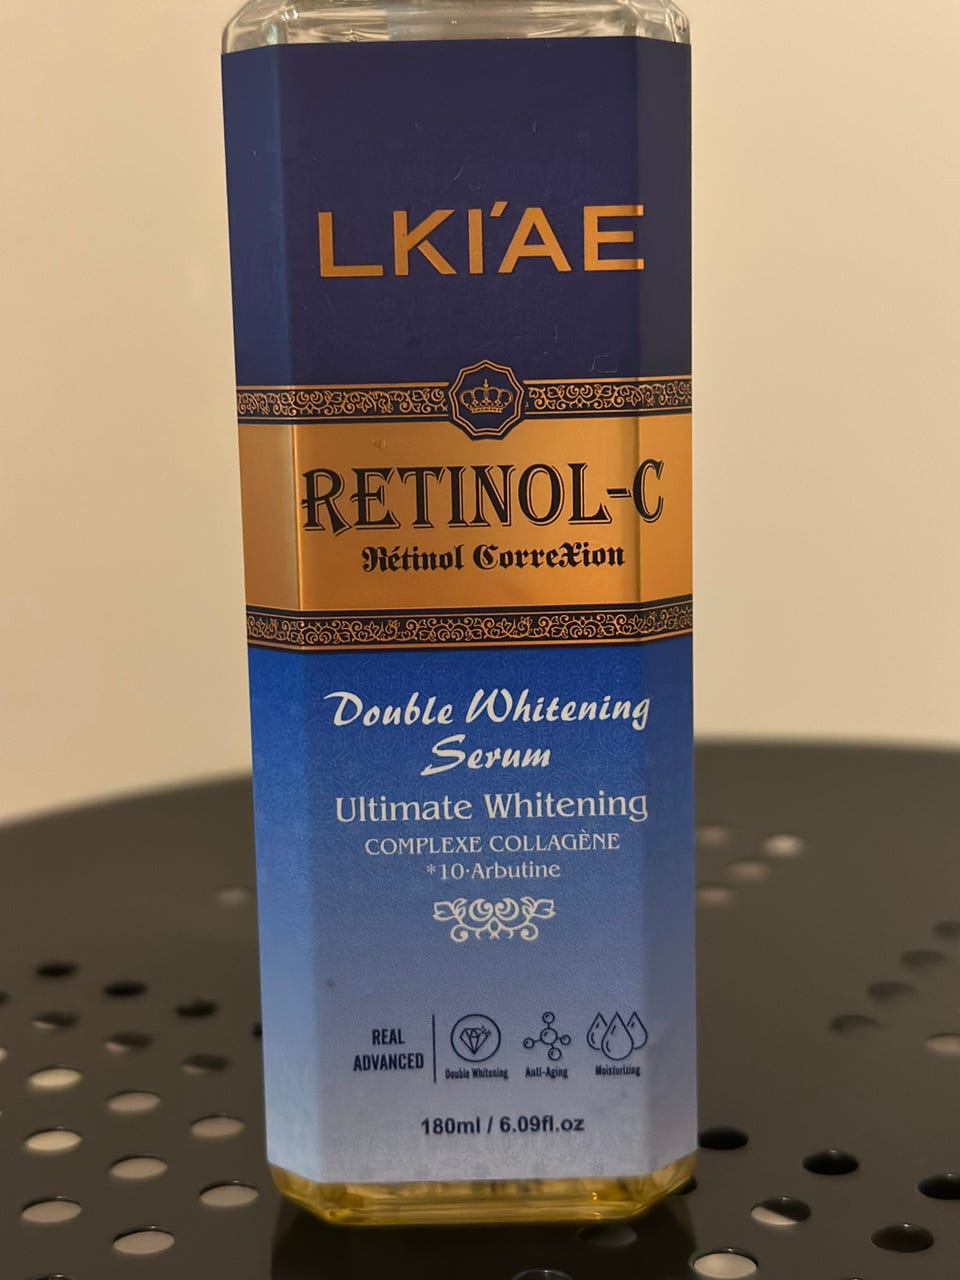 LKI'AE
RETINOL-C
Rétinol CorreXion
Double Whitening
Serum
Ultimate Whitening
COMPLEXE COLLAGÈNE
*10·Arbutine
REAL
ADVANCED
Double Whitening
Anti-Aging
Moisturizing
180ml / 6.09fl.oz